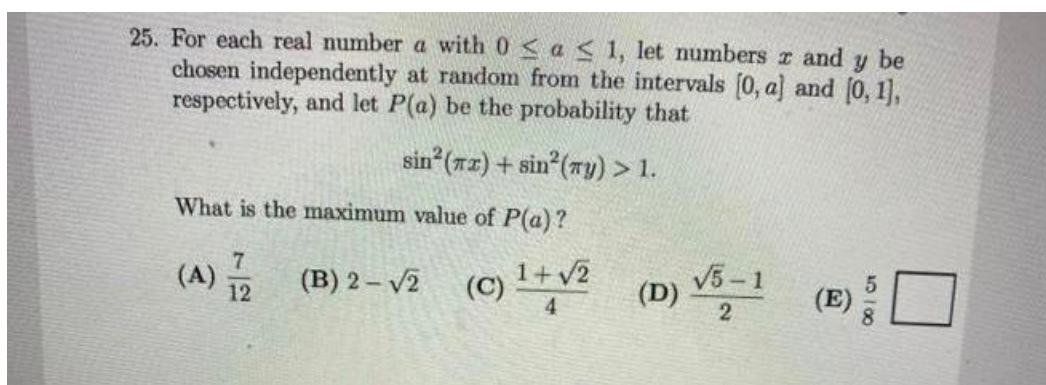 25. For each real number a with 0 ≤ a ≤ 1, let numbers x and y be
chosen independently at random from the intervals [0, a] and [0, 1],
respectively, and let P(a) be the probability that
sin²(πx) + sin²(πy) > 1.
What is the maximum value of P(a)?
(A) 7/12 (B) 2 − √2 (C) (1 + √2)/4 (D) (√5 − 1)/2 (E) 5/8